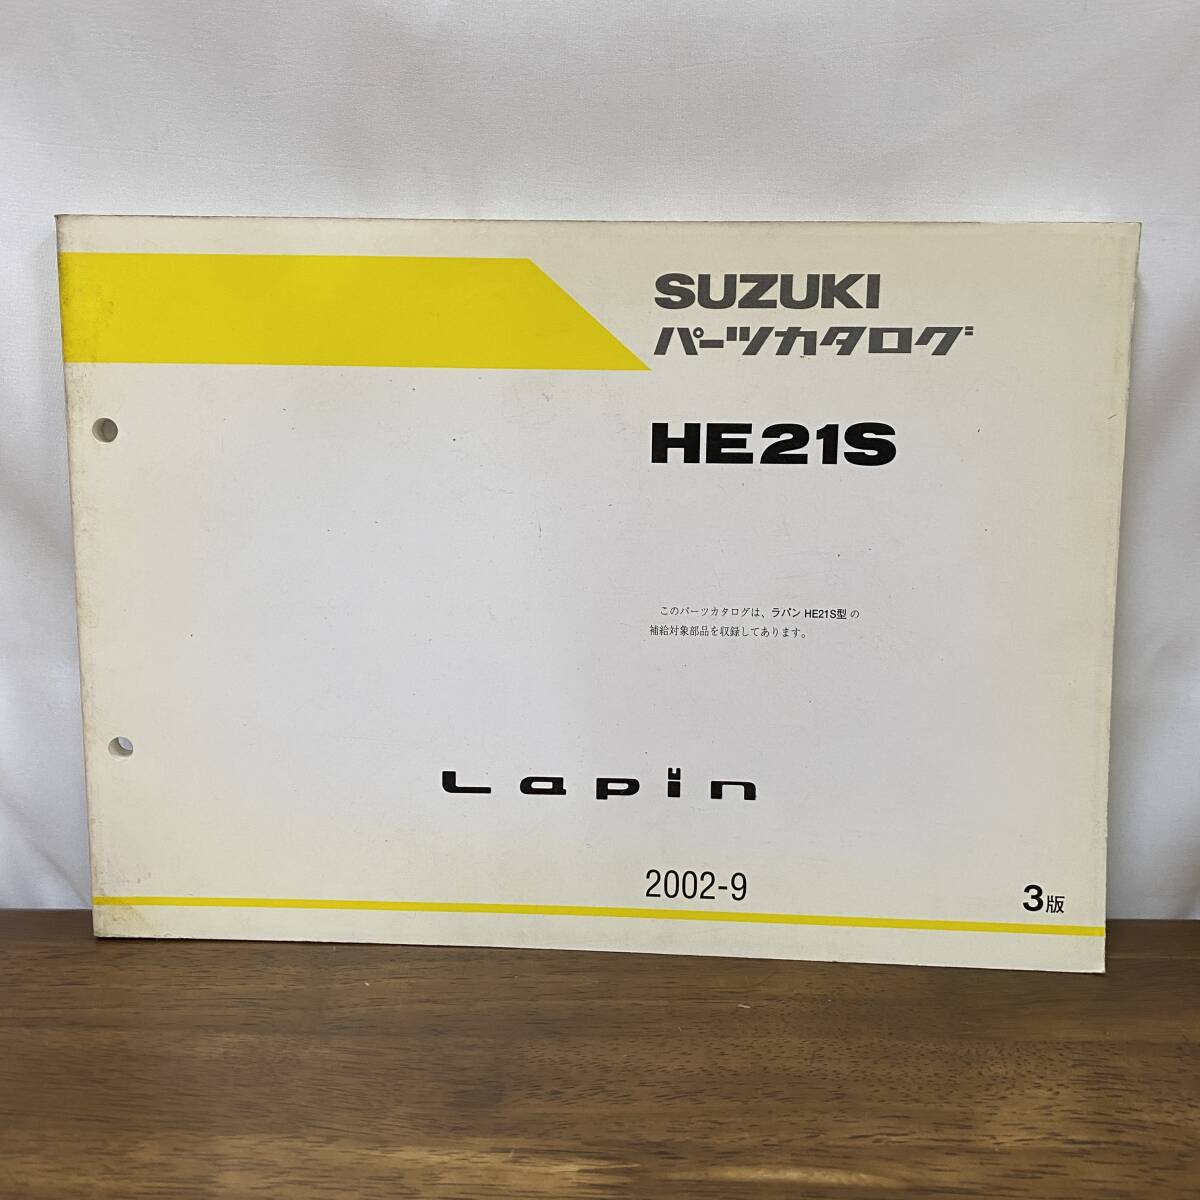 SUZUKI
パーツカタログ
HE21S
このパーツカタログは、ラパン HE21S型 の
補給対象部品を収録してあります。
Lapin
2002-9
3版